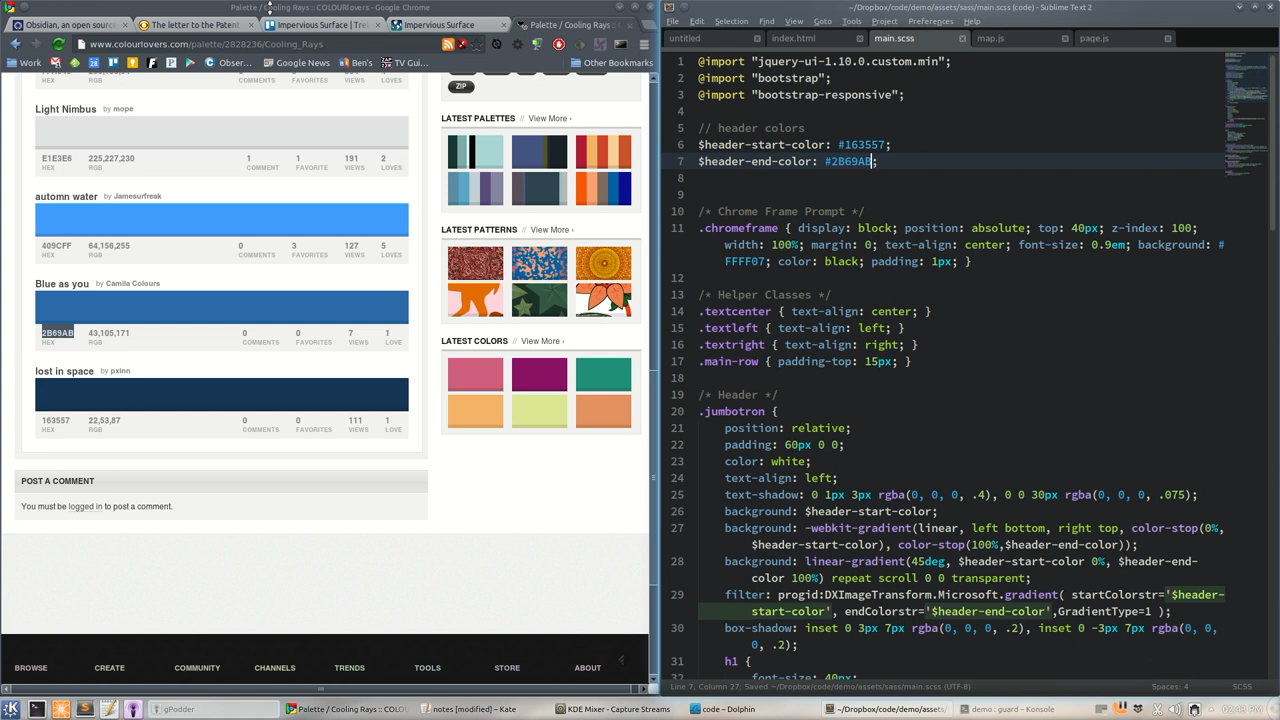 Palette / Cooling Rays :: COLOURlovers - Google Chrome
Obsidian, an open sourc
The letter to the Patent
Impervious Surface | Trell
Impervious Surface
Palette / Cooling Rays ::
www.colourlovers.com/palette/2828236/Cooling_Rays
Work
Obser...
Google News
Ben's
TV Gui...
Other Bookmarks
HEX RGB COMMENTS FAVORITE VIEWS LOVES
Light Nimbus by mope
E1E3E6 225,227,230 1 1 191 2
HEX RGB COMMENT FAVORITE VIEWS LOVES
automn water by Jamesurfreak
409CFF 64,156,255 0 3 127 5
HEX RGB COMMENTS FAVORITES VIEWS LOVES
Blue as you by Camila Colours
2B69AB 43,105,171 0 0 7 1
HEX RGB COMMENTS FAVORITES VIEWS LOVE
lost in space by pxinn
163557 22,53,87 0 0 111 1
HEX RGB COMMENTS FAVORITES VIEWS LOVE
POST A COMMENT
You must be logged in to post a comment.
ZIP
LATEST PALETTES // View More ›
LATEST PATTERNS // View More ›
LATEST COLORS // View More ›
BROWSE CREATE COMMUNITY CHANNELS TRENDS TOOLS STORE ABOUT
~/Dropbox/code/demo/assets/sass/main.scss (code) - Sublime Text 2
File Edit Selection Find View Goto Tools Project Preferences Help
untitled index.html main.scss map.js page.js
1 @import "jquery-ui-1.10.0.custom.min";
2 @import "bootstrap";
3 @import "bootstrap-responsive";
4
5 // header colors
6 $header-start-color: #163557;
7 $header-end-color: #2B69AB;
8
9
10 /* Chrome Frame Prompt */
11 .chromeframe { display: block; position: absolute; top: 40px; z-index: 100;
width: 100%; margin: 0; text-align: center; font-size: 0.9em; background: #
FFFF07; color: black; padding: 1px; }
12
13 /* Helper Classes */
14 .textcenter { text-align: center; }
15 .textleft { text-align: left; }
16 .textright { text-align: right; }
17 .main-row { padding-top: 15px; }
18
19 /* Header */
20 .jumbotron {
21 position: relative;
22 padding: 60px 0 0;
23 color: white;
24 text-align: left;
25 text-shadow: 0 1px 3px rgba(0, 0, 0, .4), 0 0 30px rgba(0, 0, 0, .075);
26 background: $header-start-color;
27 background: -webkit-gradient(linear, left bottom, right top, color-stop(0%,
$header-start-color), color-stop(100%,$header-end-color));
28 background: linear-gradient(45deg, $header-start-color 0%, $header-end-
color 100%) repeat scroll 0 0 transparent;
29 filter: progid:DXImageTransform.Microsoft.gradient( startColorstr='$header-
start-color', endColorstr='$header-end-color',GradientType=1 );
30 box-shadow: inset 0 3px 7px rgba(0, 0, 0, .2), inset 0 -3px 7px rgba(0, 0,
0, .2);
31 h1 {
font-size: 40px;
Line 7, Column 27; Saved ~/Dropbox/code/demo/assets/sass/main.scss (UTF-8) Spaces: 4 SCSS
gPodder
Palette / Cooling Rays :: COLOU
notes [modified] – Kate
KDE Mixer - Capture Streams
code – Dolphin
~/Dropbox/code/demo/assets/
demo : guard – Konsole
02:45 PM